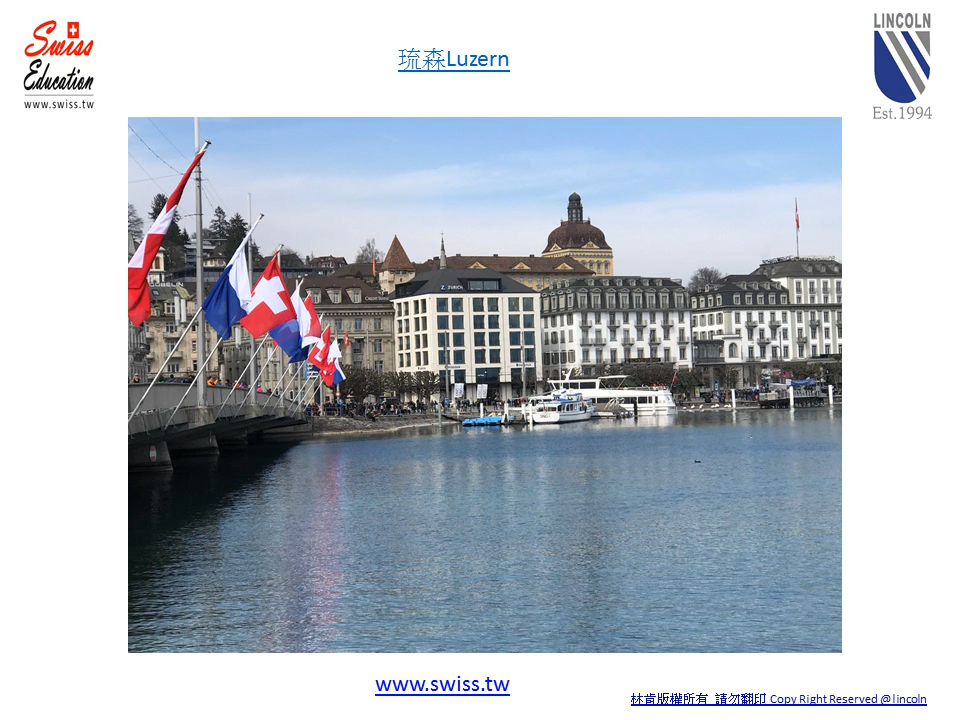 Swiss
Education
www.swiss.tw
琉森Luzern
LINCOLN
Est.1994
Z ZURICH
www.swiss.tw
林肯版權所有 請勿翻印 Copy Right Reserved @lincoln